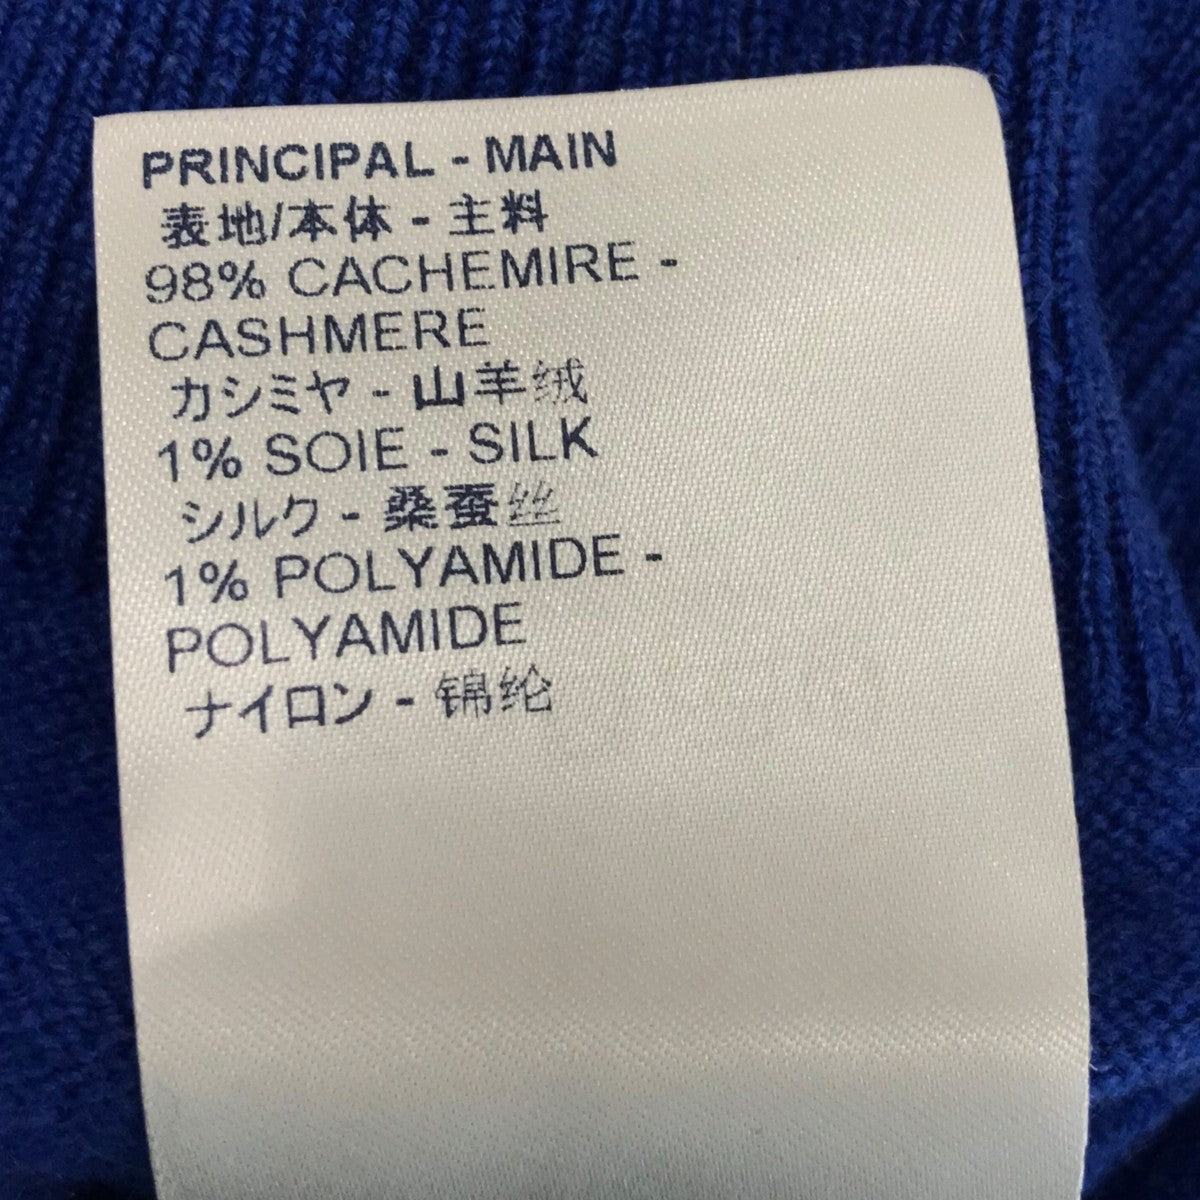 PRINCIPAL - MAIN
表地/本体 - 主料
98% CACHEMIRE -
CASHMERE
カシミヤ - 山羊绒
1% SOIE - SILK
シルク - 桑蚕丝
1% POLYAMIDE -
POLYAMIDE
ナイロン - 锦纶